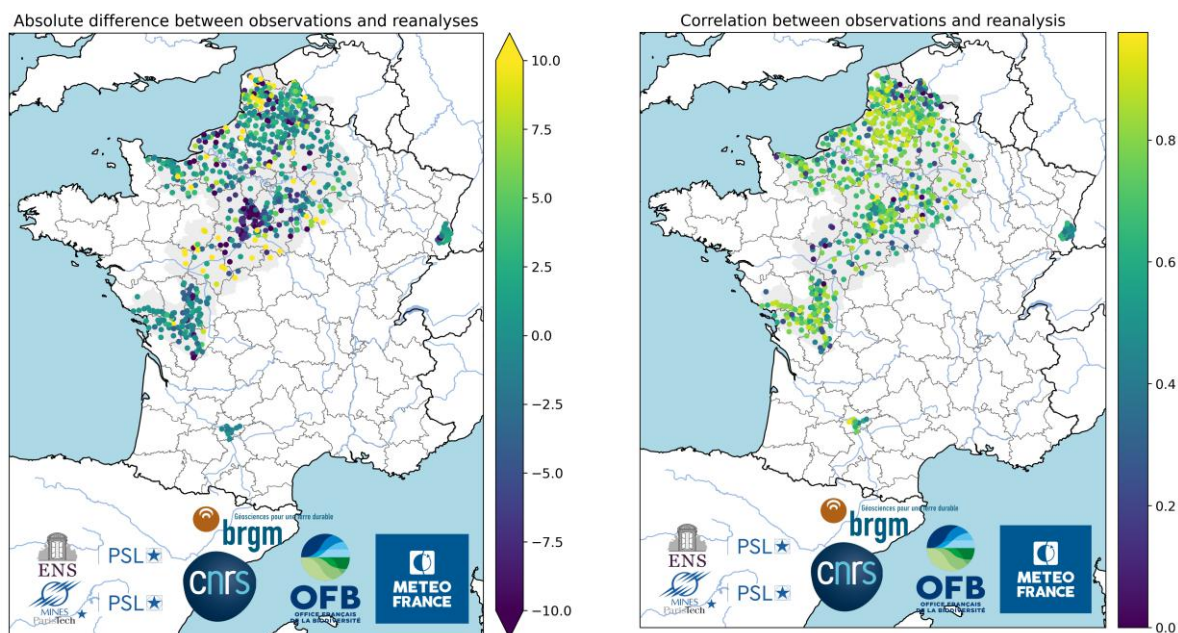 Absolute difference between observations and reanalyses
10.0
7.5
5.0
2.5
0.0
−2.5
−5.0
−7.5
−10.0
Géosciences pour une terre durable
brgm
ENS
PSL
MINES
ParisTech
PSL
cnrs
OFB
OFFICE FRANÇAIS
DE LA BIODIVERSITÉ
METEO
FRANCE
Correlation between observations and reanalysis
0.8
0.6
0.4
0.2
0.0
Géosciences pour une terre durable
brgm
ENS
PSL
MINES
ParisTech
PSL
cnrs
OFB
OFFICE FRANÇAIS
DE LA BIODIVERSITÉ
METEO
FRANCE